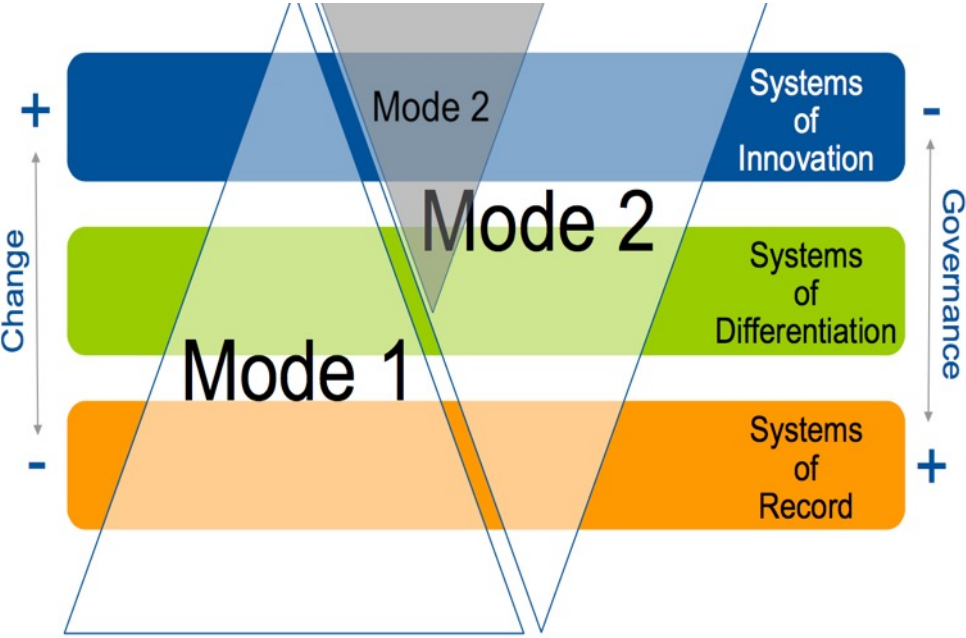 +
Change
-
Mode 2
Mode 2
Mode 1
Systems
of
Innovation
Systems
of
Differentiation
Systems
of
Record
-
Governance
+